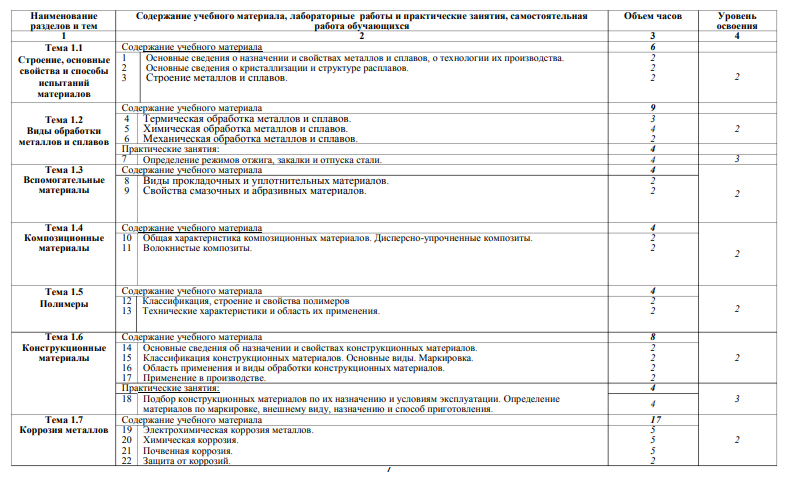 Наименование разделов и тем | Содержание учебного материала, лабораторные работы и практические занятия, самостоятельная работа обучающихся | Объем часов | Уровень освоения
1 | 2 | 3 | 4
Тема 1.1 Строение, основные свойства и способы испытаний материалов | Содержание учебного материала | 6 | 2
1 Основные сведения о назначении и свойствах металлов и сплавов, о технологии их производства. | 2
2 Основные сведения о кристаллизации и структуре расплавов. | 2
3 Строение металлов и сплавов. | 2
Тема 1.2 Виды обработки металлов и сплавов | Содержание учебного материала | 9 | 2
4 Термическая обработка металлов и сплавов. | 3
5 Химическая обработка металлов и сплавов. | 4
6 Механическая обработка металлов и сплавов. | 2
Практические занятия: | 4
7 Определение режимов отжига, закалки и отпуска стали. | 4 | 3
Тема 1.3 Вспомогательные материалы | Содержание учебного материала | 4 | 2
8 Виды прокладочных и уплотнительных материалов. | 2
9 Свойства смазочных и абразивных материалов. | 2
Тема 1.4 Композиционные материалы | Содержание учебного материала | 4 | 2
10 Общая характеристика композиционных материалов. Дисперсно-упрочненные композиты. | 2
11 Волокнистые композиты. | 2
Тема 1.5 Полимеры | Содержание учебного материала | 4 | 2
12 Классификация, строение и свойства полимеров | 2
13 Технические характеристики и область их применения. | 2
Тема 1.6 Конструкционные материалы | Содержание учебного материала | 8 | 2
14 Основные сведения об назначении и свойствах конструкционных материалов. | 2
15 Классификация конструкционных материалов. Основные виды. Маркировка. | 2
16 Область применения и виды обработки конструкционных материалов. | 2
17 Применение в производстве. | 2
Практические занятия: | 4 | 3
18 Подбор конструкционных материалов по их назначению и условиям эксплуатации. Определение материалов по маркировке, внешнему виду, назначению и способ приготовления. | 4
Тема 1.7 Коррозия металлов | Содержание учебного материала | 17 | 2
19 Электрохимическая коррозия металлов. | 5
20 Химическая коррозия. | 5
21 Почвенная коррозия. | 5
22 Защита от коррозий. | 2